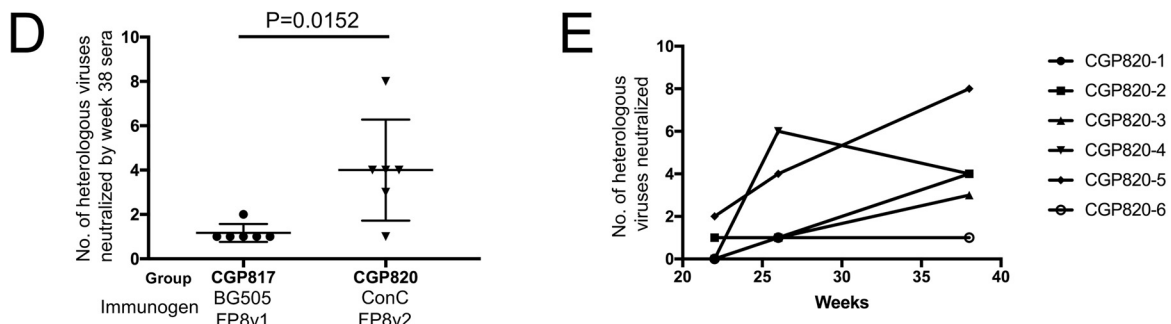 D
P=0.0152
No. of heterologous viruses
neutralized by week 38 sera
10
8
6
4
2
0
Group CGP817 CGP820
Immunogen BG505 ConC
FP8v1 FP8v2
E
No. of heterologous
viruses neutralized
10
8
6
4
2
0
20 25 30 35 40
Weeks
CGP820-1
CGP820-2
CGP820-3
CGP820-4
CGP820-5
CGP820-6